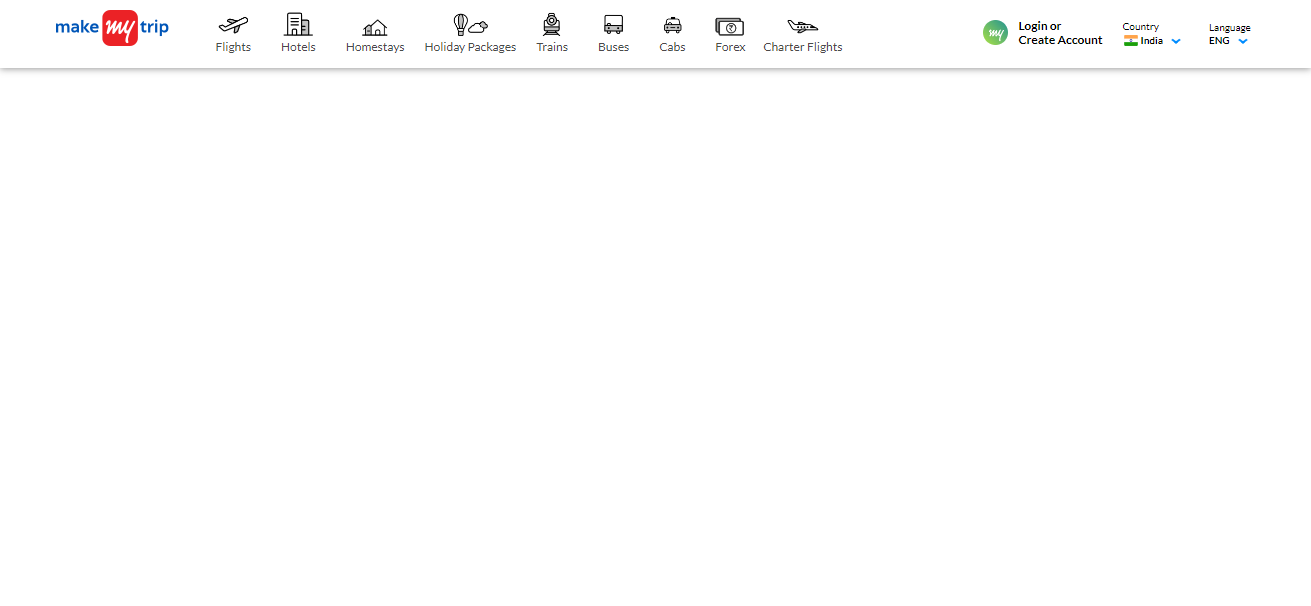 make my trip
Flights
Hotels
Homestays
Holiday Packages
Trains
Buses
Cabs
Forex
Charter Flights
my
Login or
Create Account
Country
India
Language
ENG